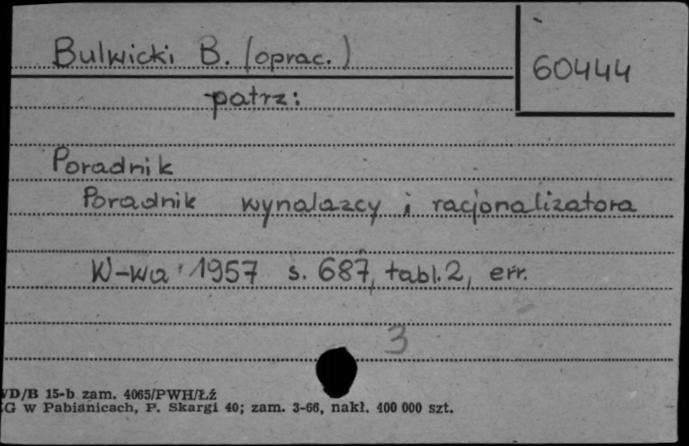 Bulwicki B. (oprac.)
60444
patrz:
Poradnik
Poradnik wynalazcy i racjonalizatora
W-wa 1957 s. 687, tabl. 2, err.
3
WD/B 15-b zam. 4065/PWH/Łź
w Pabianicach, P. Skargi 40; zam. 3-66, nakł. 400 000 szt.